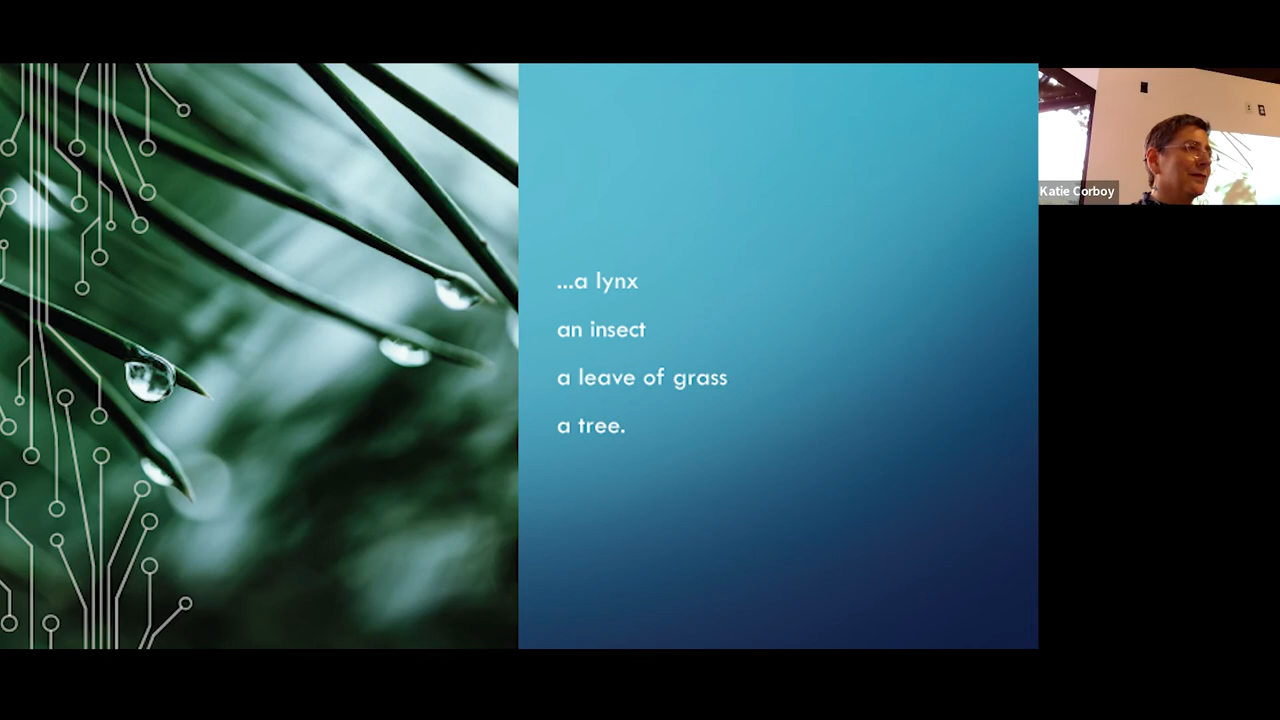 ...a lynx
an insect
a leave of grass
a tree.
Katie Corboy